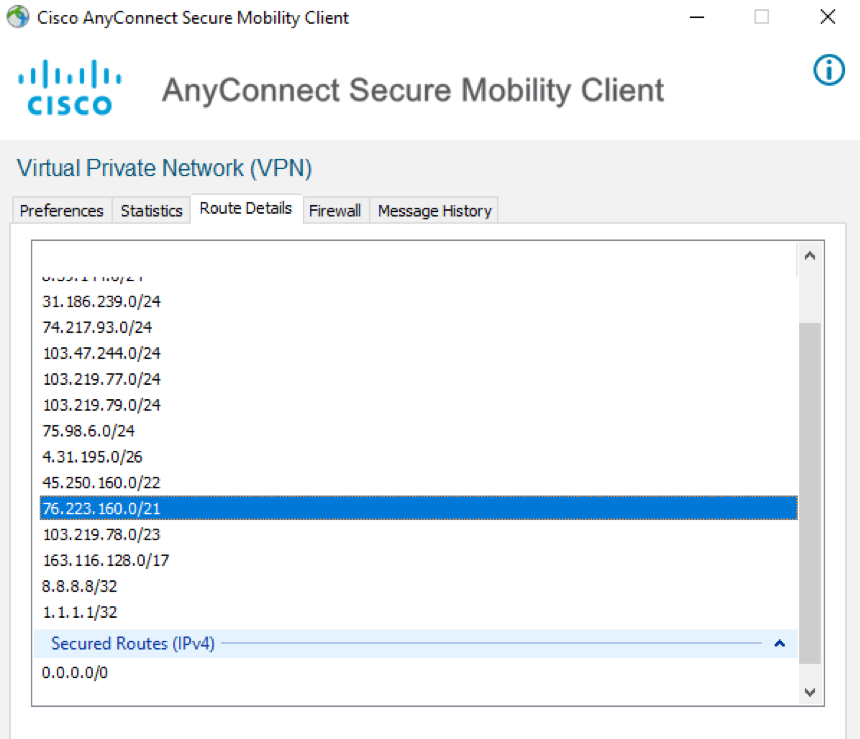 Cisco AnyConnect Secure Mobility Client
CISCO
AnyConnect Secure Mobility Client
Virtual Private Network (VPN)
Preferences Statistics Route Details Firewall Message History
31.186.239.0/24
74.217.93.0/24
103.47.244.0/24
103.219.77.0/24
103.219.79.0/24
75.98.6.0/24
4.31.195.0/26
45.250.160.0/22
76.223.160.0/21
103.219.78.0/23
163.116.128.0/17
8.8.8.8/32
1.1.1.1/32
Secured Routes (IPv4)
0.0.0.0/0